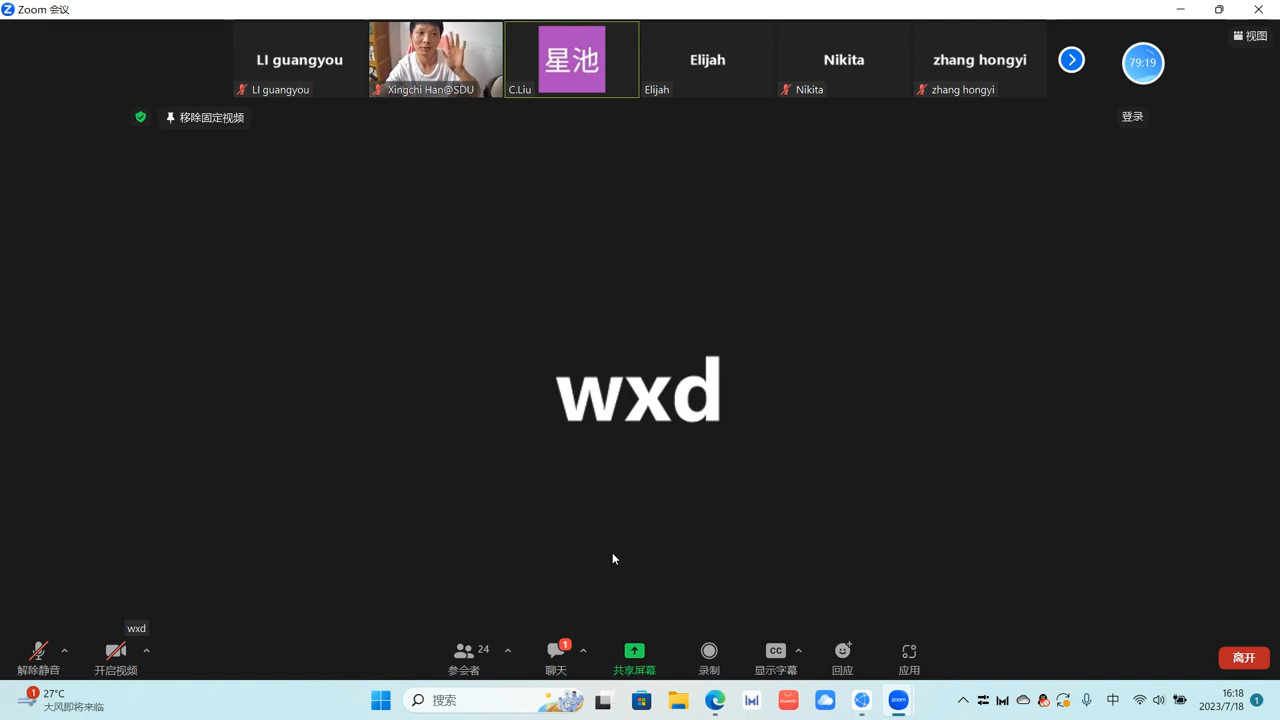 Zoom 会议
LI guangyou
LI guangyou
Xingchi Han@SDU
星池
C.Liu
Elijah
Elijah
Nikita
Nikita
zhang hongyi
zhang hongyi
79:19
视图
移除固定视频
登录
wxd
wxd
解除静音
开启视频
24
参会者
1
聊天
共享屏幕
录制
CC
显示字幕
回应
应用
离开
1
27°C
大风即将来临
搜索
zoom
中
16:18
2023/7/18
1